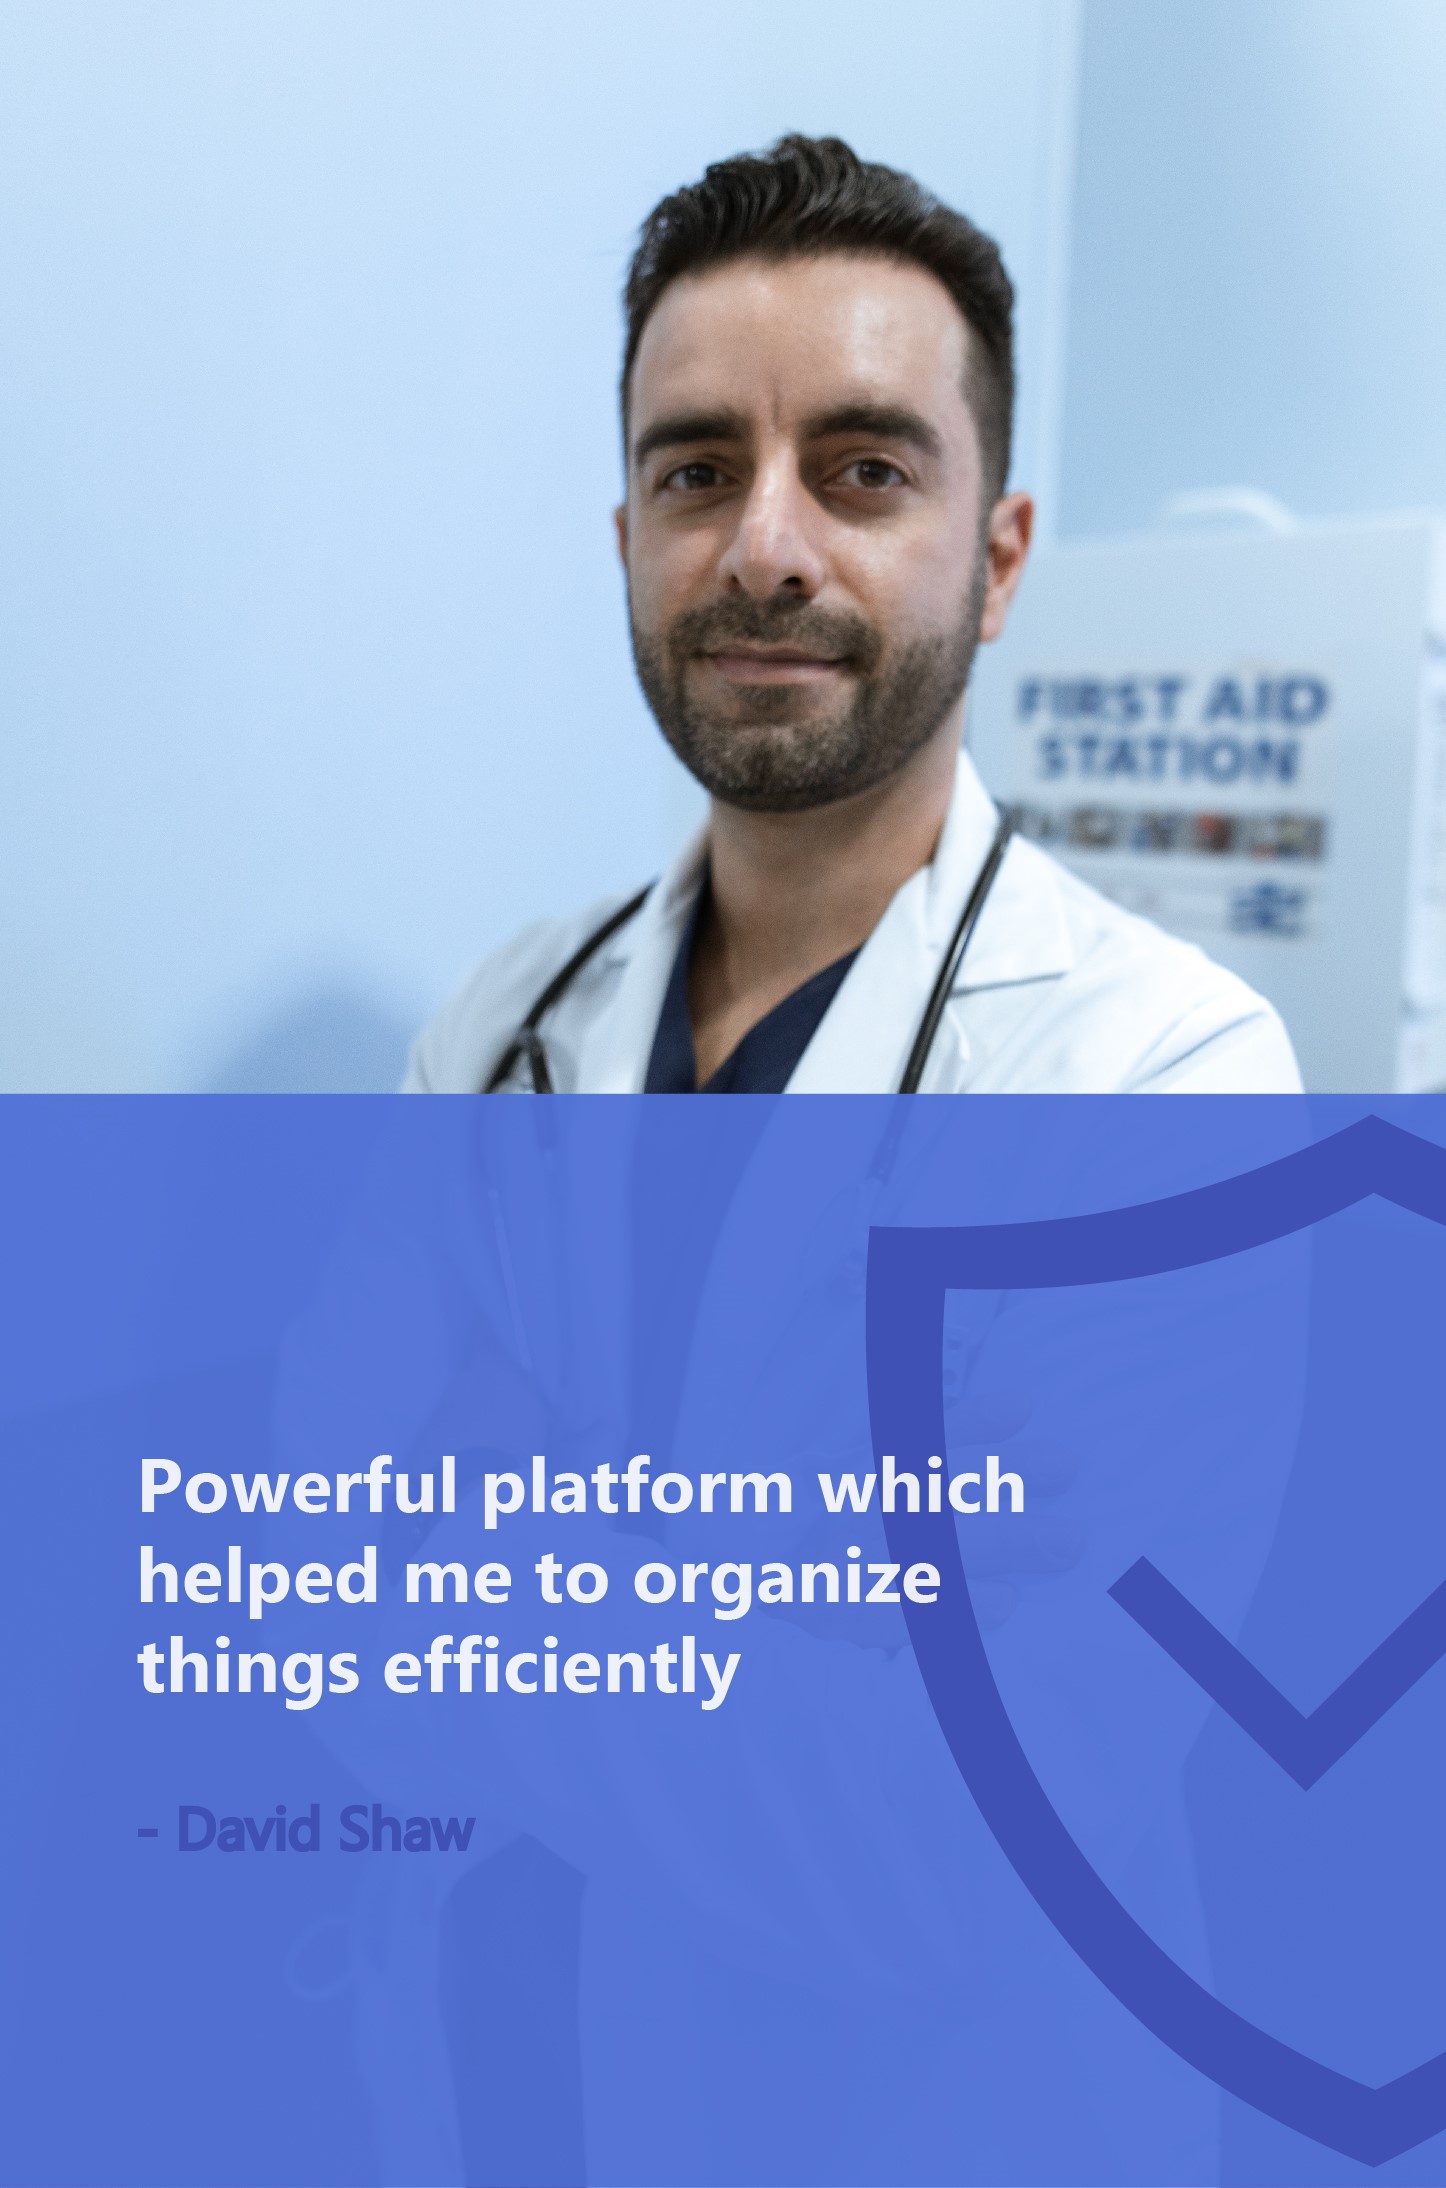 FIRST AID
STATION
Powerful platform which
helped me to organize
things efficiently
- David Shaw